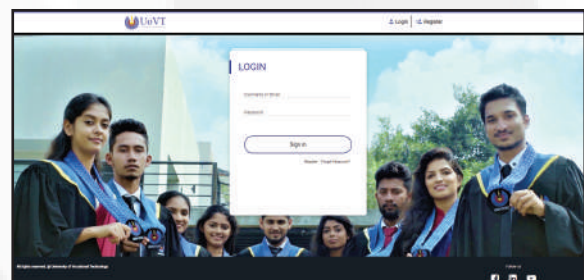 UoVT
Login
Register
LOGIN
Username or Email
Password
Sign in
Register Forgot Password?
All rights reserved. @ University of Vocational Technology
Follow us